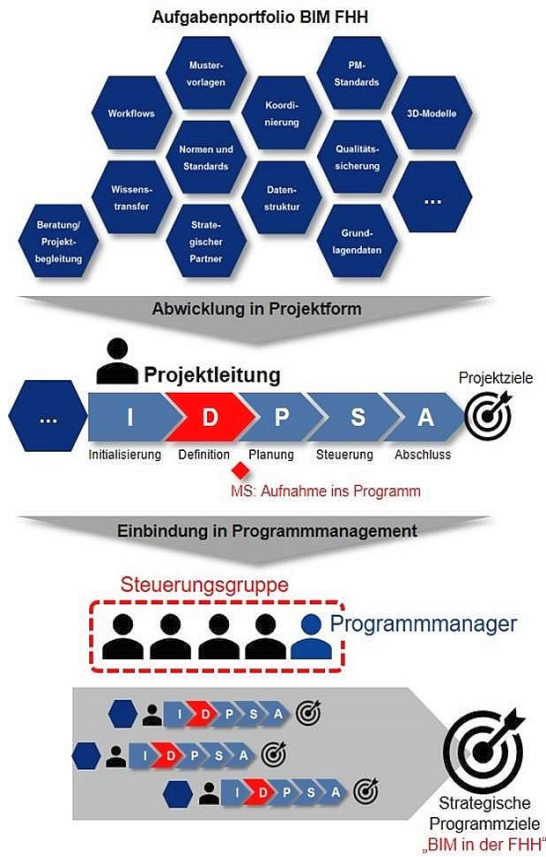 Aufgabenportfolio BIM FHH
Muster-
vorlagen
PM-
Standards
Workflows
Koordi-
nierung
3D-Modelle
Normen und
Standards
Qualitäts-
sicherung
Wissens-
transfer
Daten-
struktur
...
Beratung/
Projekt-
begleitung
Strate-
gischer
Partner
Grund-
lagendaten
Abwicklung in Projektform
Projektleitung
Projektziele
...
I D P S A
Initialisierung Definition Planung Steuerung Abschluss
MS: Aufnahme ins Programm
Einbindung in Programmmanagement
Steuerungsgruppe
Programmmanager
I D P S A
I D P S A
I D P S A
Strategische
Programmziele
„BIM in der FHH“